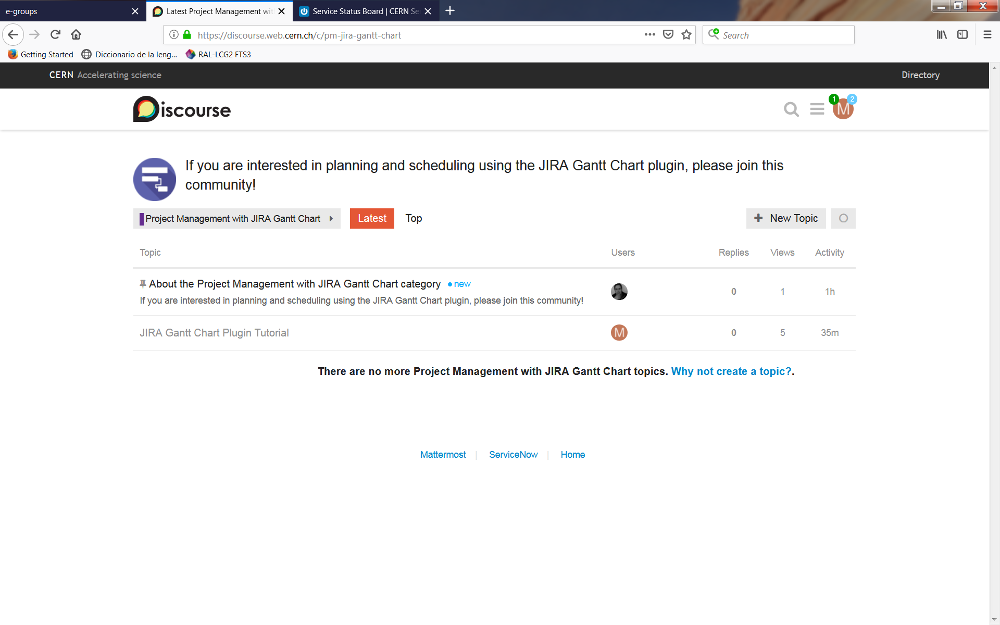 e-groups
Latest Project Management wit
Service Status Board | CERN Se
https://discourse.web.cern.ch/c/pm-jira-gantt-chart
Search
Getting Started
Diccionario de la leng...
RAL-LCG2 FTS3
CERN Accelerating science
Directory
Discourse
1
2
M
If you are interested in planning and scheduling using the JIRA Gantt Chart plugin, please join this
community!
Project Management with JIRA Gantt Chart
Latest
Top
+ New Topic
Topic Users Replies Views Activity
About the Project Management with JIRA Gantt Chart category new
If you are interested in planning and scheduling using the JIRA Gantt Chart plugin, please join this community!
0 1 1h
JIRA Gantt Chart Plugin Tutorial M 0 5 35m
There are no more Project Management with JIRA Gantt Chart topics. Why not create a topic?.
Mattermost | ServiceNow | Home